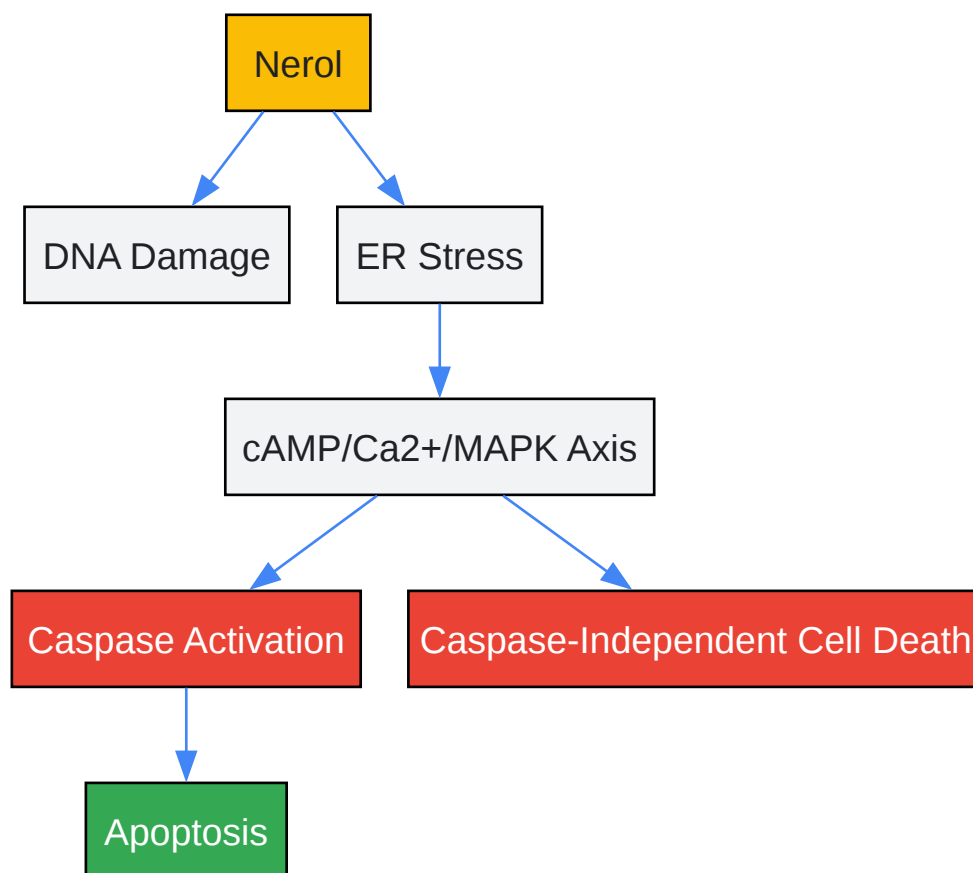 Nerol
DNA Damage
ER Stress
cAMP/Ca2+/MAPK Axis
Caspase Activation
Caspase-Independent Cell Death
Apoptosis